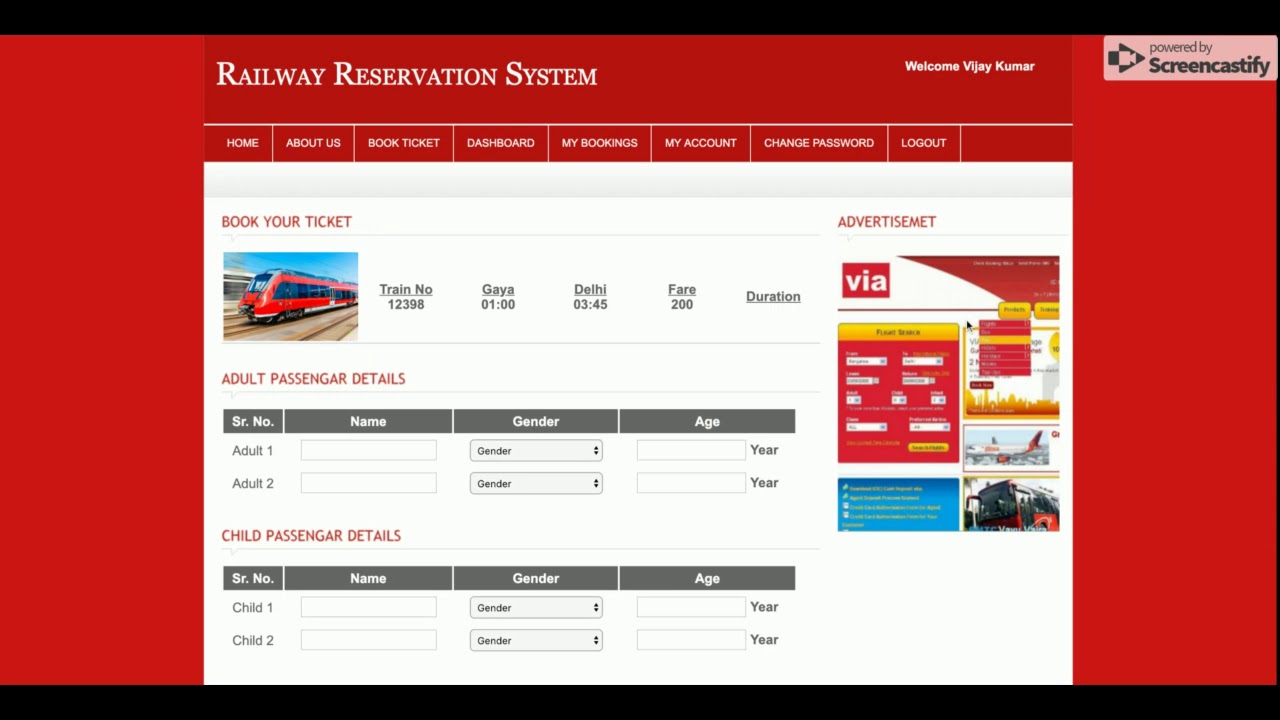 powered by
Screencastify
RAILWAY RESERVATION SYSTEM
Welcome Vijay Kumar
HOME ABOUT US BOOK TICKET DASHBOARD MY BOOKINGS MY ACCOUNT CHANGE PASSWORD LOGOUT
BOOK YOUR TICKET
Train No Gaya Delhi Fare Duration
12398 01:00 03:45 200
ADULT PASSENGAR DETAILS
Sr. No. Name Gender Age
Adult 1 Gender Year
Adult 2 Gender Year
CHILD PASSENGAR DETAILS
Sr. No. Name Gender Age
Child 1 Gender Year
Child 2 Gender Year
ADVERTISEMET
via
Products
FLIGHT SEARCH